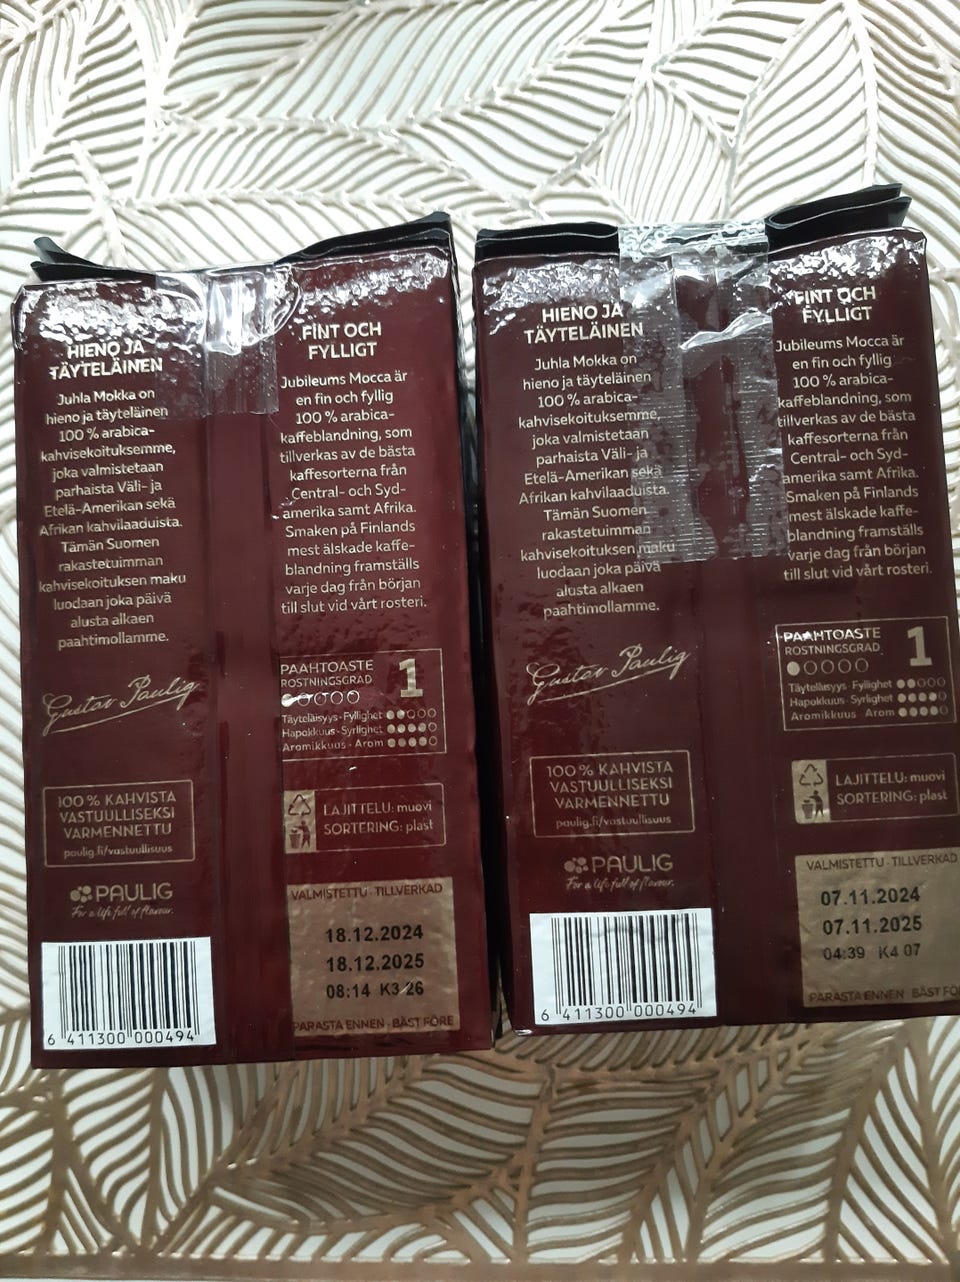 HIENO JA
TÄYTELÄINEN
Juhla Mokka on
hieno ja täyteläinen
100 % arabica-
kahvisekoituksemme,
joka valmistetaan
parhaista Väli- ja
Etelä-Amerikan sekä
Afrikan kahvilaaduista.
Tämän Suomen
rakastetuimman
kahvisekoituksen maku
luodaan joka päivä
alusta alkaen
paahtimollamme.
Gustav Paulig
100 % KAHVISTA
VASTUULLISEKSI
VARMENNETTU
paulig.fi/vastuullisuus
PAULIG
For a life full of flavour.
6 411300 000494
FINT OCH
FYLLIGT
Jubileums Mocca är
en fin och fyllig
100 % arabica-
kaffeblandning, som
tillverkas av de bästa
kaffesorterna från
Central- och Syd-
amerika samt Afrika.
Smaken på Finlands
mest älskade kaffe-
blandning framställs
varje dag från början
till slut vid vårt rosteri.
PAAHTOASTE 1
ROSTNINGSGRAD
Täyteläisyys · Fyllighet
Hapokkuus · Syrlighet
Aromikkuus · Arom
LAJITTELU: muovi
SORTERING: plast
VALMISTETTU · TILLVERKAD
18.12.2024
18.12.2025
08:14 K3 26
PARASTA ENNEN · BÄST FÖRE
HIENO JA
TÄYTELÄINEN
Juhla Mokka on
hieno ja täyteläinen
100 % arabica-
kahvisekoituksemme,
joka valmistetaan
parhaista Väli- ja
Etelä-Amerikan sekä
Afrikan kahvilaaduista.
Tämän Suomen
rakastetuimman
kahvisekoituksen maku
luodaan joka päivä
alusta alkaen
paahtimollamme.
Gustav Paulig
100 % KAHVISTA
VASTUULLISEKSI
VARMENNETTU
paulig.fi/vastuullisuus
PAULIG
For a life full of flavour.
6 411300 000494
FINT OCH
FYLLIGT
Jubileums Mocca är
en fin och fyllig
100 % arabica-
kaffeblandning, som
tillverkas av de bästa
kaffesorterna från
Central- och Syd-
amerika samt Afrika.
Smaken på Finlands
mest älskade kaffe-
blandning framställs
varje dag från början
till slut vid vårt rosteri.
PAAHTOASTE 1
ROSTNINGSGRAD
Täyteläisyys · Fyllighet
Hapokkuus · Syrlighet
Aromikkuus Arom
LAJITTELU: muovi
SORTERING: plast
VALMISTETTU · TILLVERKAD
07.11.2024
07.11.2025
04:39 K4 07
PARASTA ENNEN · BÄST FÖ